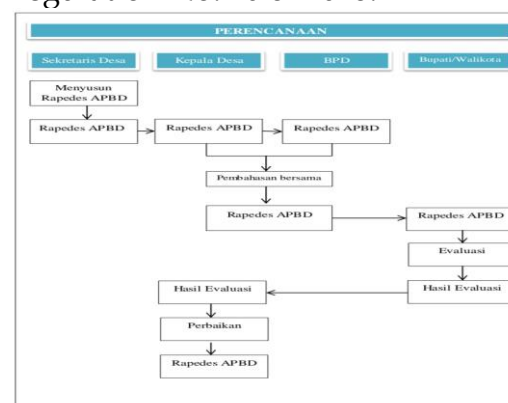 PERENCANAAN
Sekretaris Desa
Kepala Desa
BPD
Bupati/Walikota
Menyusun
Rapedes APBD
Rapedes APBD
Rapedes APBD
Rapedes APBD
Pembahasan bersama
Rapedes APBD
Rapedes APBD
Evaluasi
Hasil Evaluasi
Hasil Evaluasi
Perbaikan
Rapedes APBD